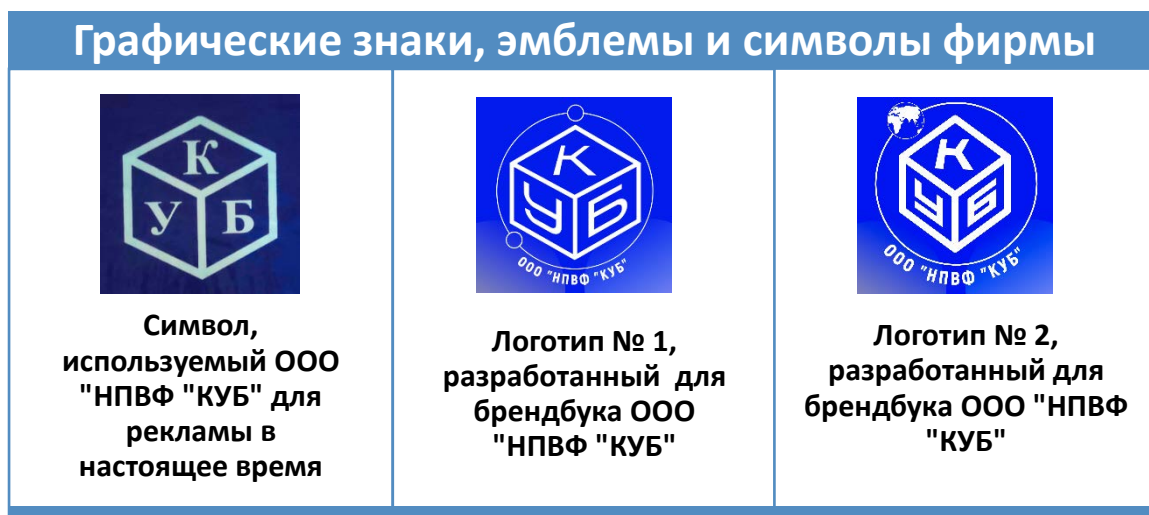 Графические знаки, эмблемы и символы фирмы
К
У Б
Символ,
используемый ООО
"НПВФ "КУБ" для
рекламы в
настоящее время
К
У Б
ООО "НПВФ "КУБ"
Логотип № 1,
разработанный для
брендбука ООО
"НПВФ "КУБ"
К
У Б
ООО "НПВФ "КУБ"
Логотип № 2,
разработанный для
брендбука ООО "НПВФ
"КУБ"